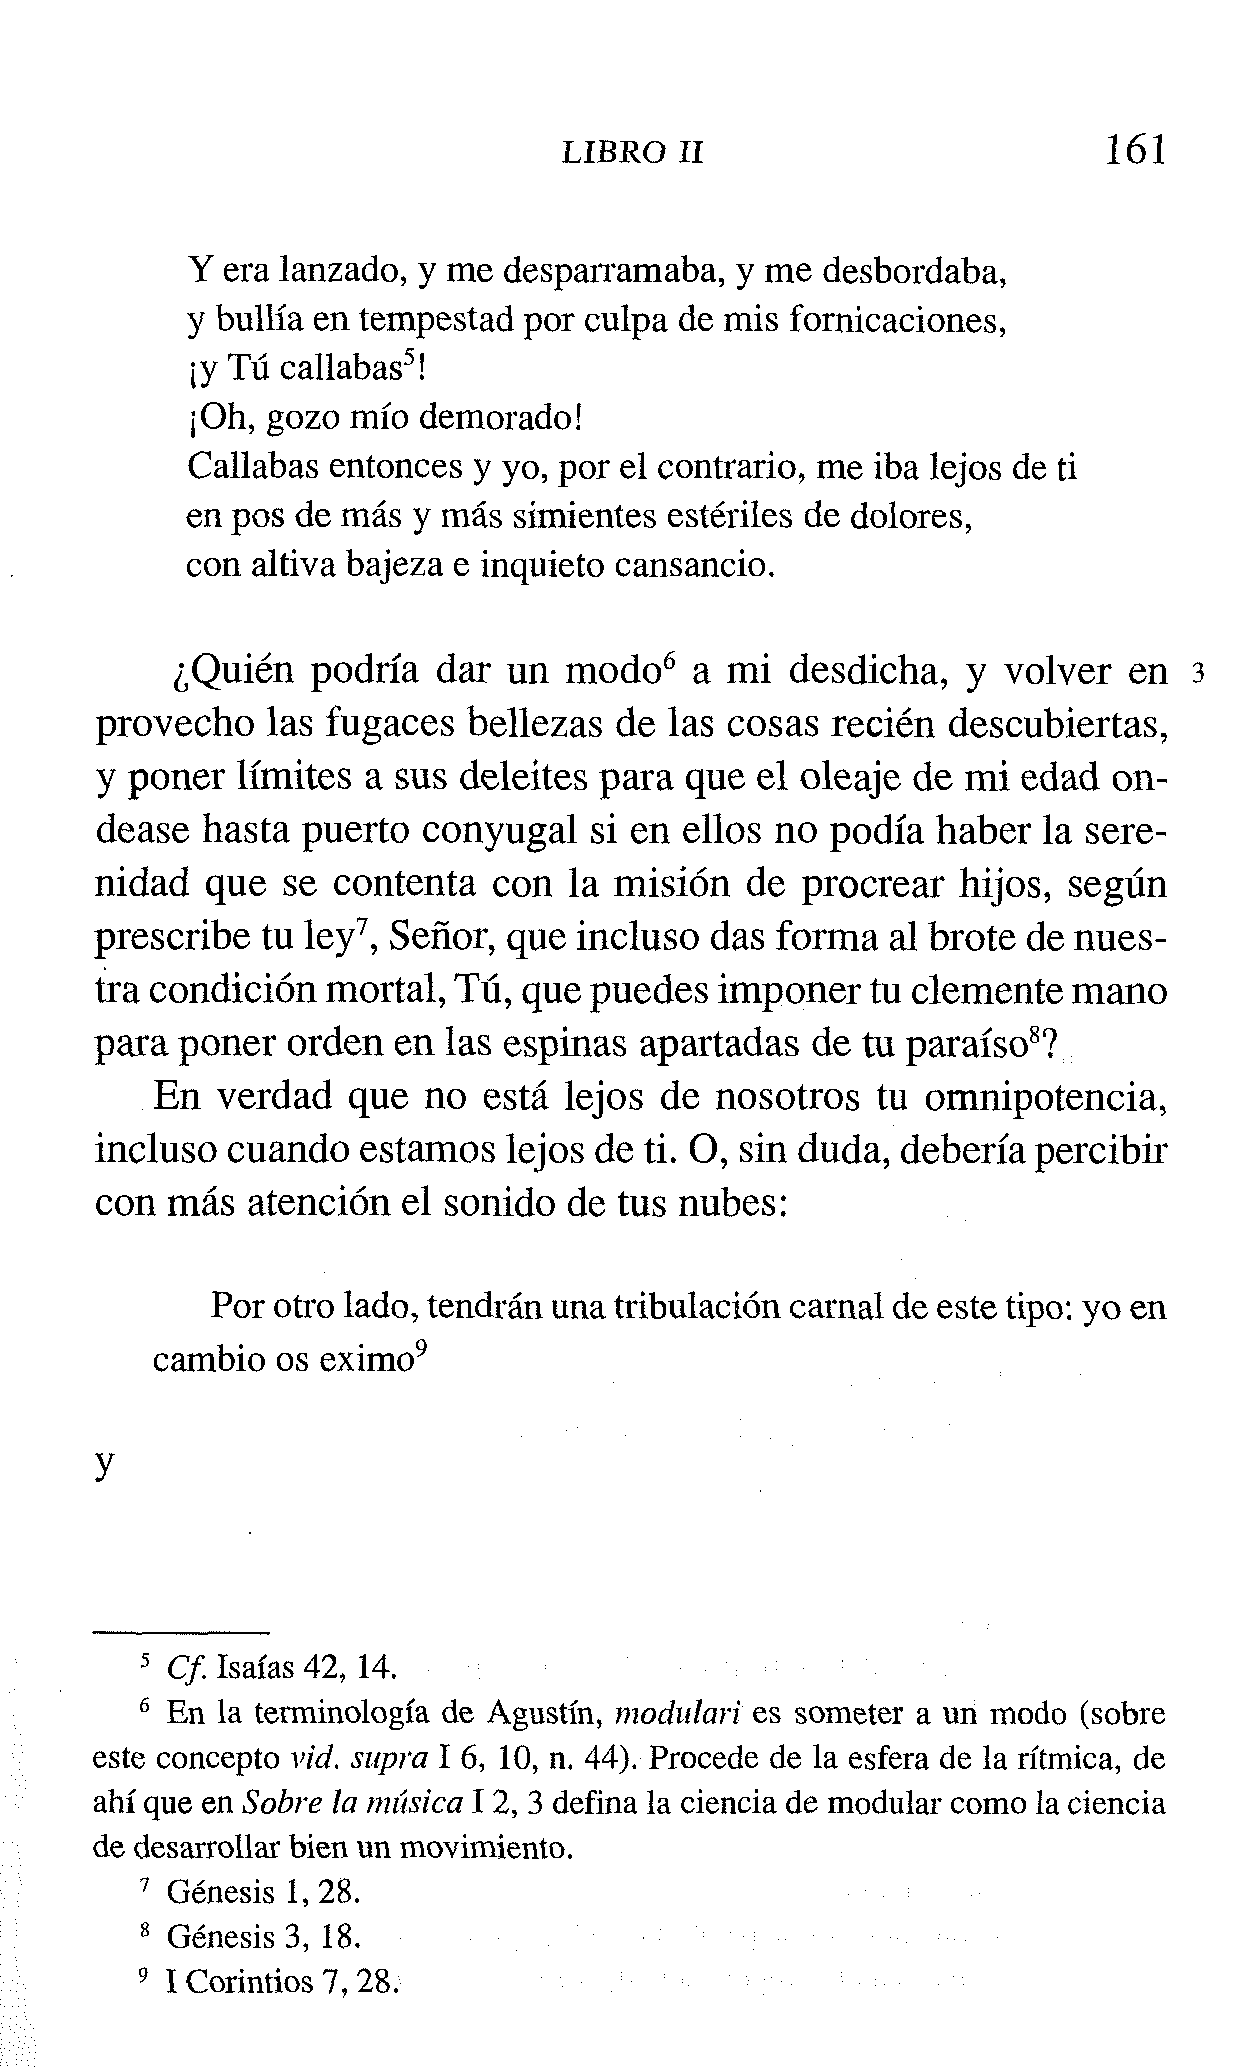 LIBRO II 161
Y era lanzado, y me desparramaba, y me desbordaba,
y bullía en tempestad por culpa de mis fornicaciones,
¡y Tú callabas⁵!
¡Oh, gozo mío demorado!
Callabas entonces y yo, por el contrario, me iba lejos de ti
en pos de más y más simientes estériles de dolores,
con altiva bajeza e inquieto cansancio.
¿Quién podría dar un modo⁶ a mi desdicha, y volver en 3
provecho las fugaces bellezas de las cosas recién descubiertas,
y poner límites a sus deleites para que el oleaje de mi edad on-
dease hasta puerto conyugal si en ellos no podía haber la sere-
nidad que se contenta con la misión de procrear hijos, según
prescribe tu ley⁷, Señor, que incluso das forma al brote de nues-
tra condición mortal, Tú, que puedes imponer tu clemente mano
para poner orden en las espinas apartadas de tu paraíso⁸?
En verdad que no está lejos de nosotros tu omnipotencia,
incluso cuando estamos lejos de ti. O, sin duda, debería percibir
con más atención el sonido de tus nubes:
Por otro lado, tendrán una tribulación carnal de este tipo: yo en
cambio os eximo⁹
y
⁵ Cf. Isaías 42, 14.
⁶ En la terminología de Agustín, modulari es someter a un modo (sobre
este concepto vid. supra I 6, 10, n. 44). Procede de la esfera de la rítmica, de
ahí que en Sobre la música I 2, 3 defina la ciencia de modular como la ciencia
de desarrollar bien un movimiento.
⁷ Génesis 1, 28.
⁸ Génesis 3, 18.
⁹ I Corintios 7, 28.